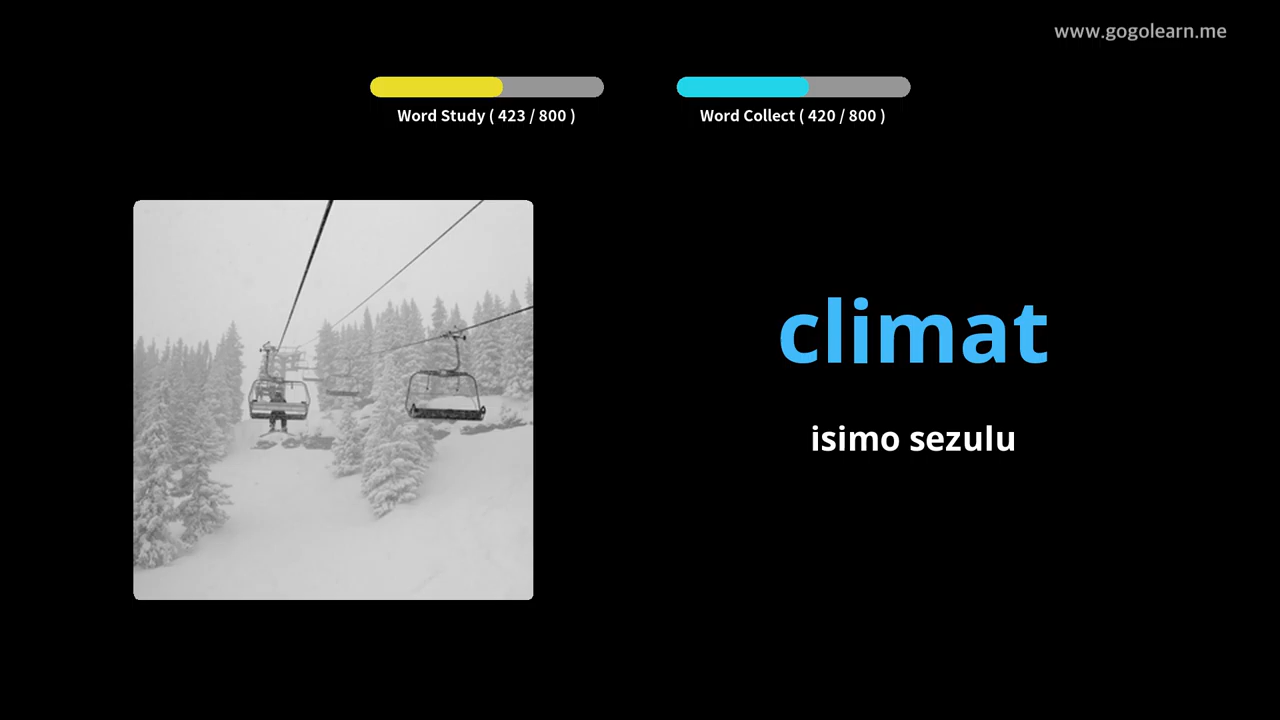 www.gogolearn.me
Word Study ( 423 / 800 )
Word Collect ( 420 / 800 )
climat
isimo sezulu